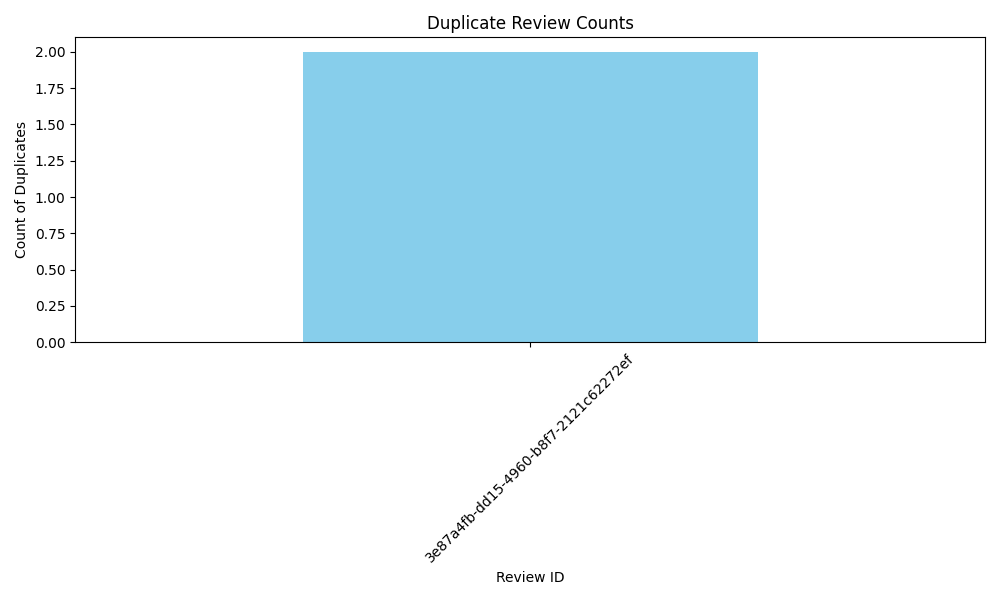 Duplicate Review Counts
Count of Duplicates
2.00
1.75
1.50
1.25
1.00
0.75
0.50
0.25
0.00
3e87a4fb-dd15-4960-b8f7-2121c62272ef
Review ID